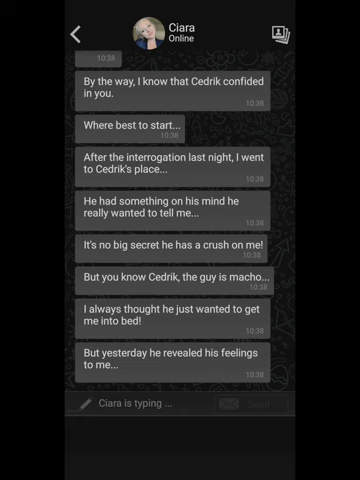 Ciara
Online
10:38
By the way, I know that Cedrik confided
in you.
10:38
Where best to start...
10:38
After the interrogation last night, I went
to Cedrik's place...
10:38
He had something on his mind he
really wanted to tell me...
10:38
It's no big secret he has a crush on me!
10:38
But you know Cedrik, the guy is macho...
10:38
I always thought he just wanted to get
me into bed!
10:38
But yesterday he revealed his feelings
to me...
10:38
Ciara is typing ...
Send